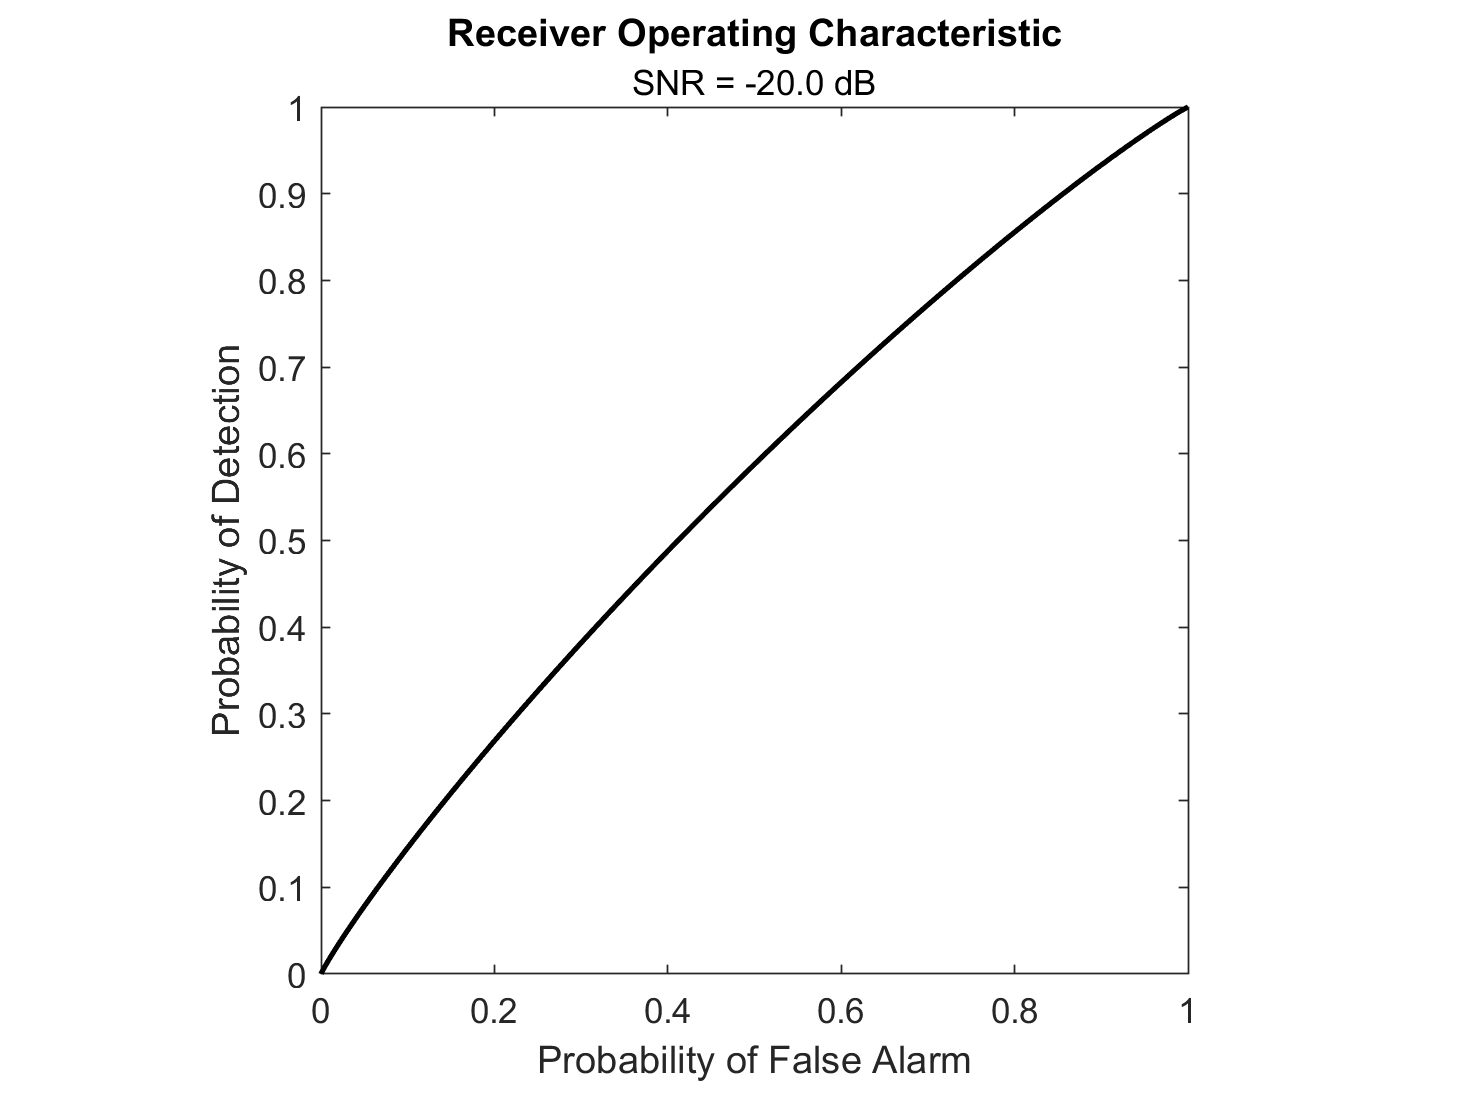 Receiver Operating Characteristic
SNR = -20.0 dB
1
0.9
0.8
0.7
0.6
0.5
0.4
0.3
0.2
0.1
0
Probability of Detection
0 0.2 0.4 0.6 0.8 1
Probability of False Alarm